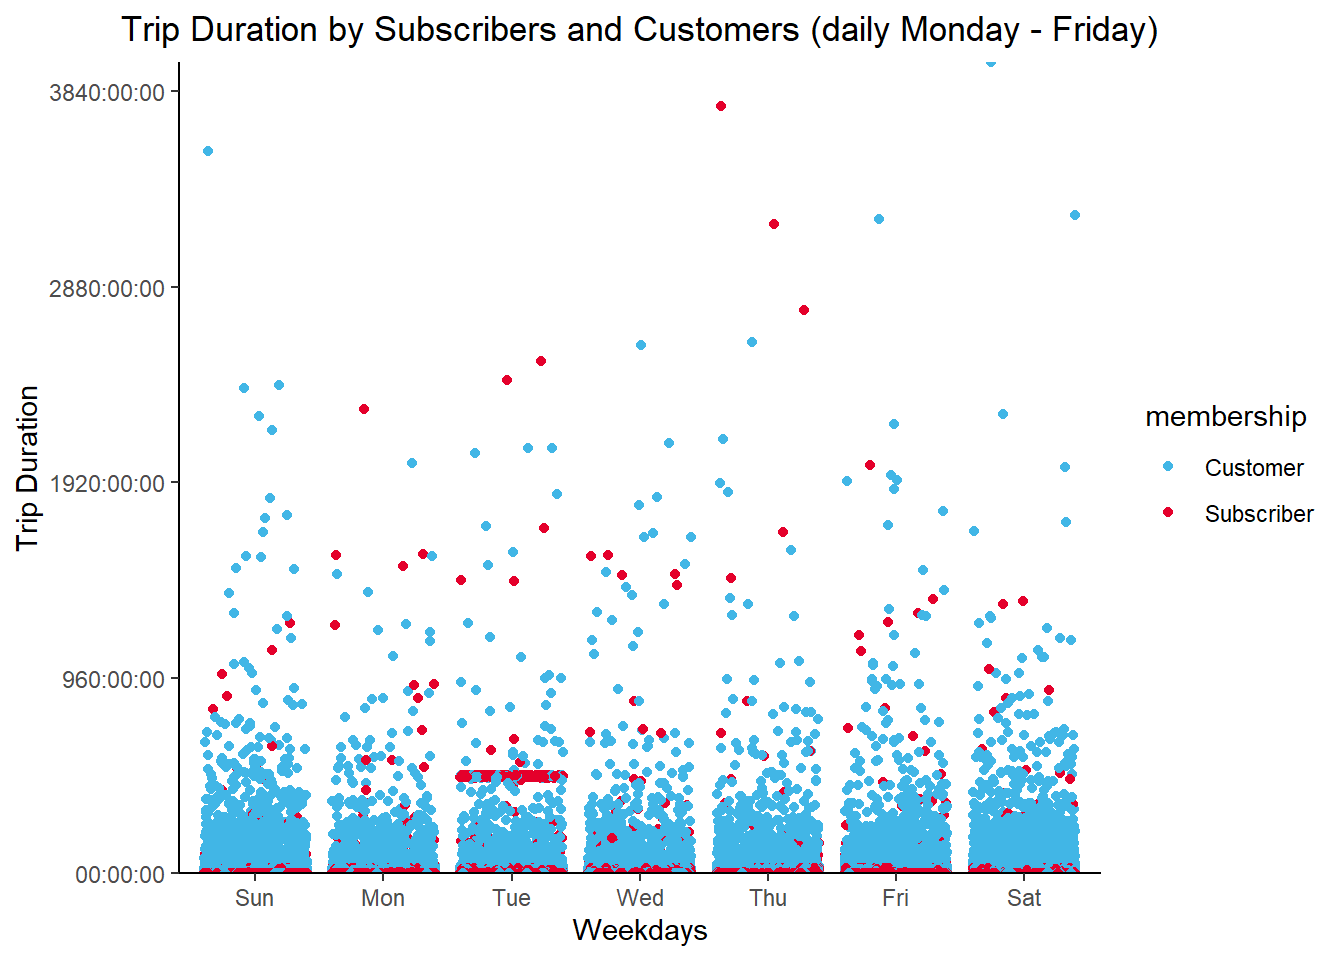 Trip Duration by Subscribers and Customers (daily Monday - Friday)
3840:00:00
2880:00:00
1920:00:00
960:00:00
00:00:00
Trip Duration
Sun Mon Tue Wed Thu Fri Sat
Weekdays
membership
Customer
Subscriber